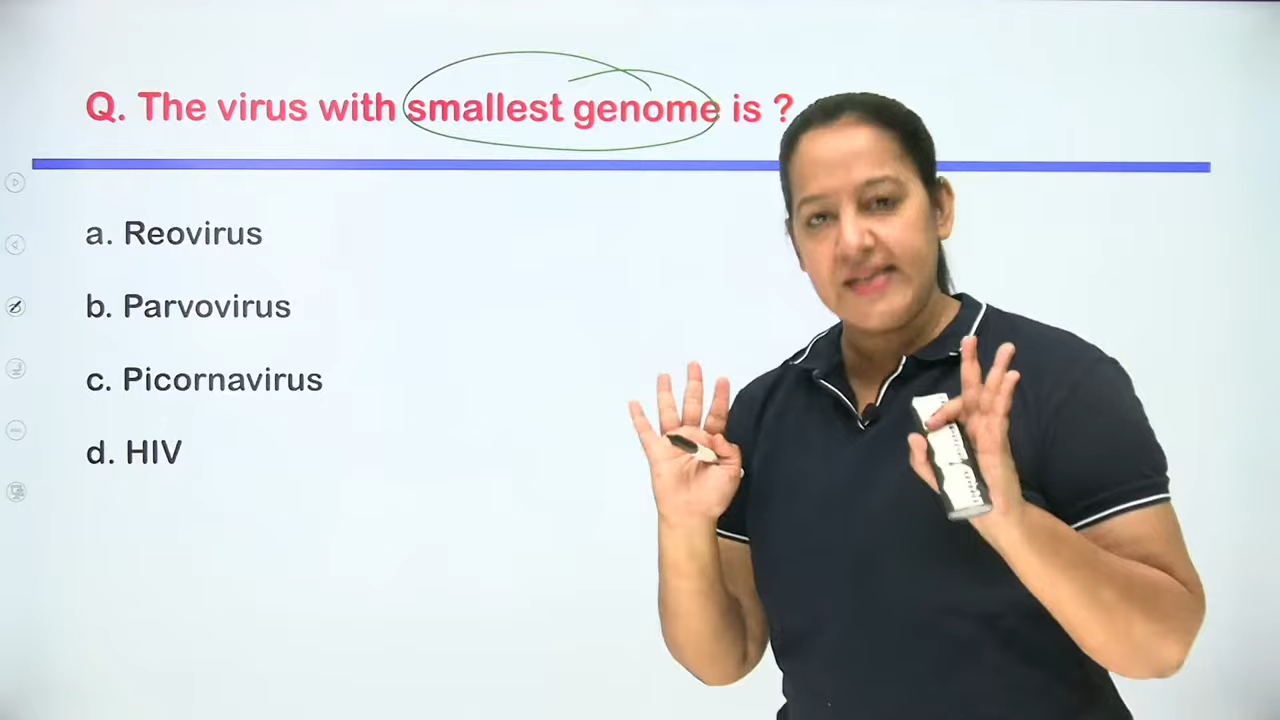 Q. The virus with smallest genome is ?
a. Reovirus
b. Parvovirus
c. Picornavirus
d. HIV